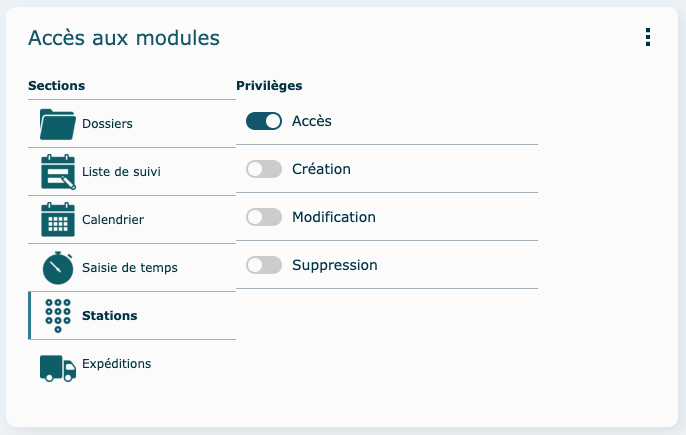 Accès aux modules
Sections
Privilèges
Dossiers
Accès
Liste de suivi
Création
Calendrier
Modification
Saisie de temps
Suppression
Stations
Expéditions